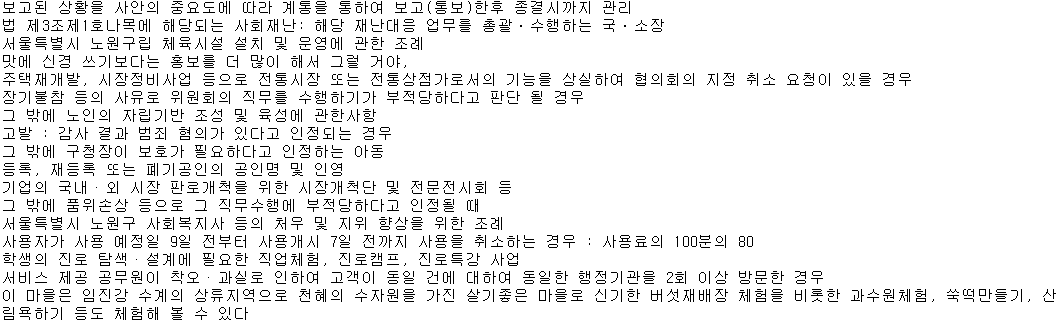 보고된 상황을 사안의 중요도에 따라 계통을 통하여 보고(통보)한후 종결시까지 관리
법 제3조제1호나목에 해당되는 사회재난: 해당 재난대응 업무를 총괄·수행하는 국·소장
서울특별시 노원구립 체육시설 설치 및 운영에 관한 조례
맛에 신경 쓰기보다는 홍보를 더 많이 해서 그럴 거야,
주택재개발, 시장정비사업 등으로 전통시장 또는 전통상점가로서의 기능을 상실하여 협의회의 지정 취소 요청이 있을 경우
장기불참 등의 사유로 위원회의 직무를 수행하기가 부적당하다고 판단 될 경우
그 밖에 노인의 자립기반 조성 및 육성에 관한사항
고발 : 감사 결과 범죄 혐의가 있다고 인정되는 경우
그 밖에 구청장이 보호가 필요하다고 인정하는 아동
등록, 재등록 또는 폐기공인의 공인명 및 인영
기업의 국내·외 시장 판로개척을 위한 시장개척단 및 전문전시회 등
그 밖에 품위손상 등으로 그 직무수행에 부적당하다고 인정될 때
서울특별시 노원구 사회복지사 등의 처우 및 지위 향상을 위한 조례
사용자가 사용 예정일 9일 전부터 사용개시 7일 전까지 사용을 취소하는 경우 : 사용료의 100분의 80
학생의 진로 탐색·설계에 필요한 직업체험, 진로캠프, 진로특강 사업
서비스 제공 공무원이 착오·과실로 인하여 고객이 동일 건에 대하여 동일한 행정기관을 2회 이상 방문한 경우
이 마을은 임진강 수계의 상류지역으로 천혜의 수자원을 가진 살기좋은 마을로 신기한 버섯재배장 체험을 비롯한 과수원체험, 쑥떡만들기, 산
림욕하기 등도 체험해 볼 수 있다